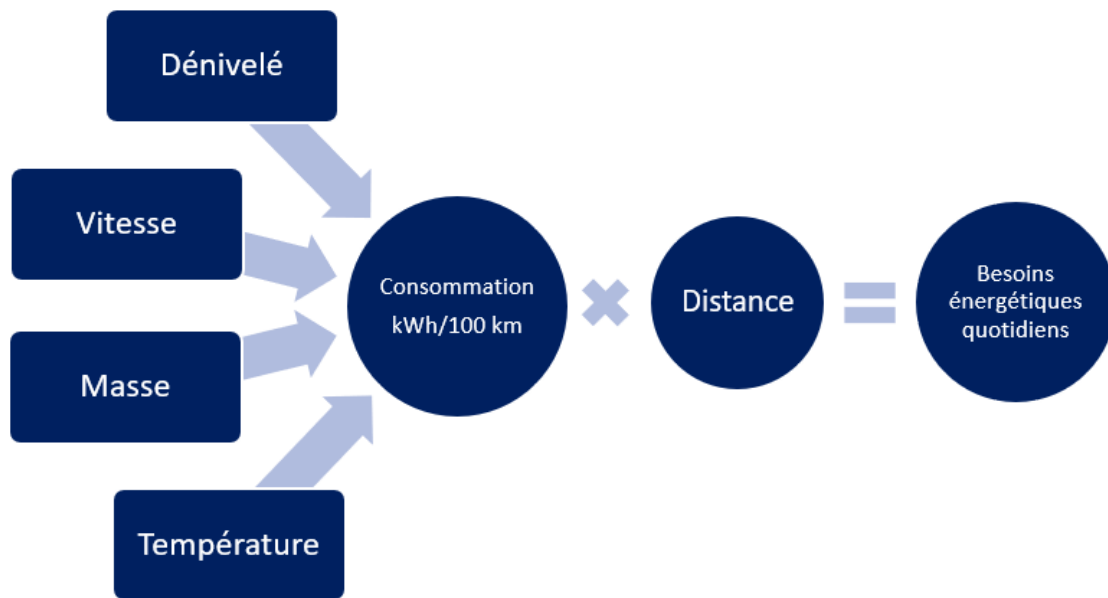 Dénivelé
Vitesse
Masse
Température
Consommation
kWh/100 km
Distance
Besoins
énergétiques
quotidiens